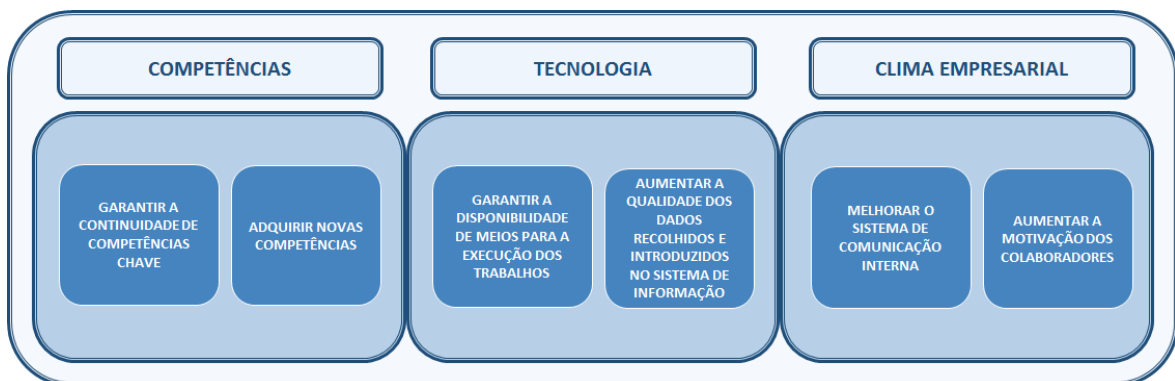 COMPETÊNCIAS
TECNOLOGIA
CLIMA EMPRESARIAL
GARANTIR A
CONTINUIDADE DE
COMPETÊNCIAS
CHAVE
ADQUIRIR NOVAS
COMPETÊNCIAS
GARANTIR A
DISPONIBILIDADE
DE MEIOS PARA A
EXECUÇÃO DOS
TRABALHOS
AUMENTAR A
QUALIDADE DOS
DADOS
RECOLHIDOS E
INTRODUZIDOS
NO SISTEMA DE
INFORMAÇÃO
MELHORAR O
SISTEMA DE
COMUNICAÇÃO
INTERNA
AUMENTAR A
MOTIVAÇÃO DOS
COLABORADORES